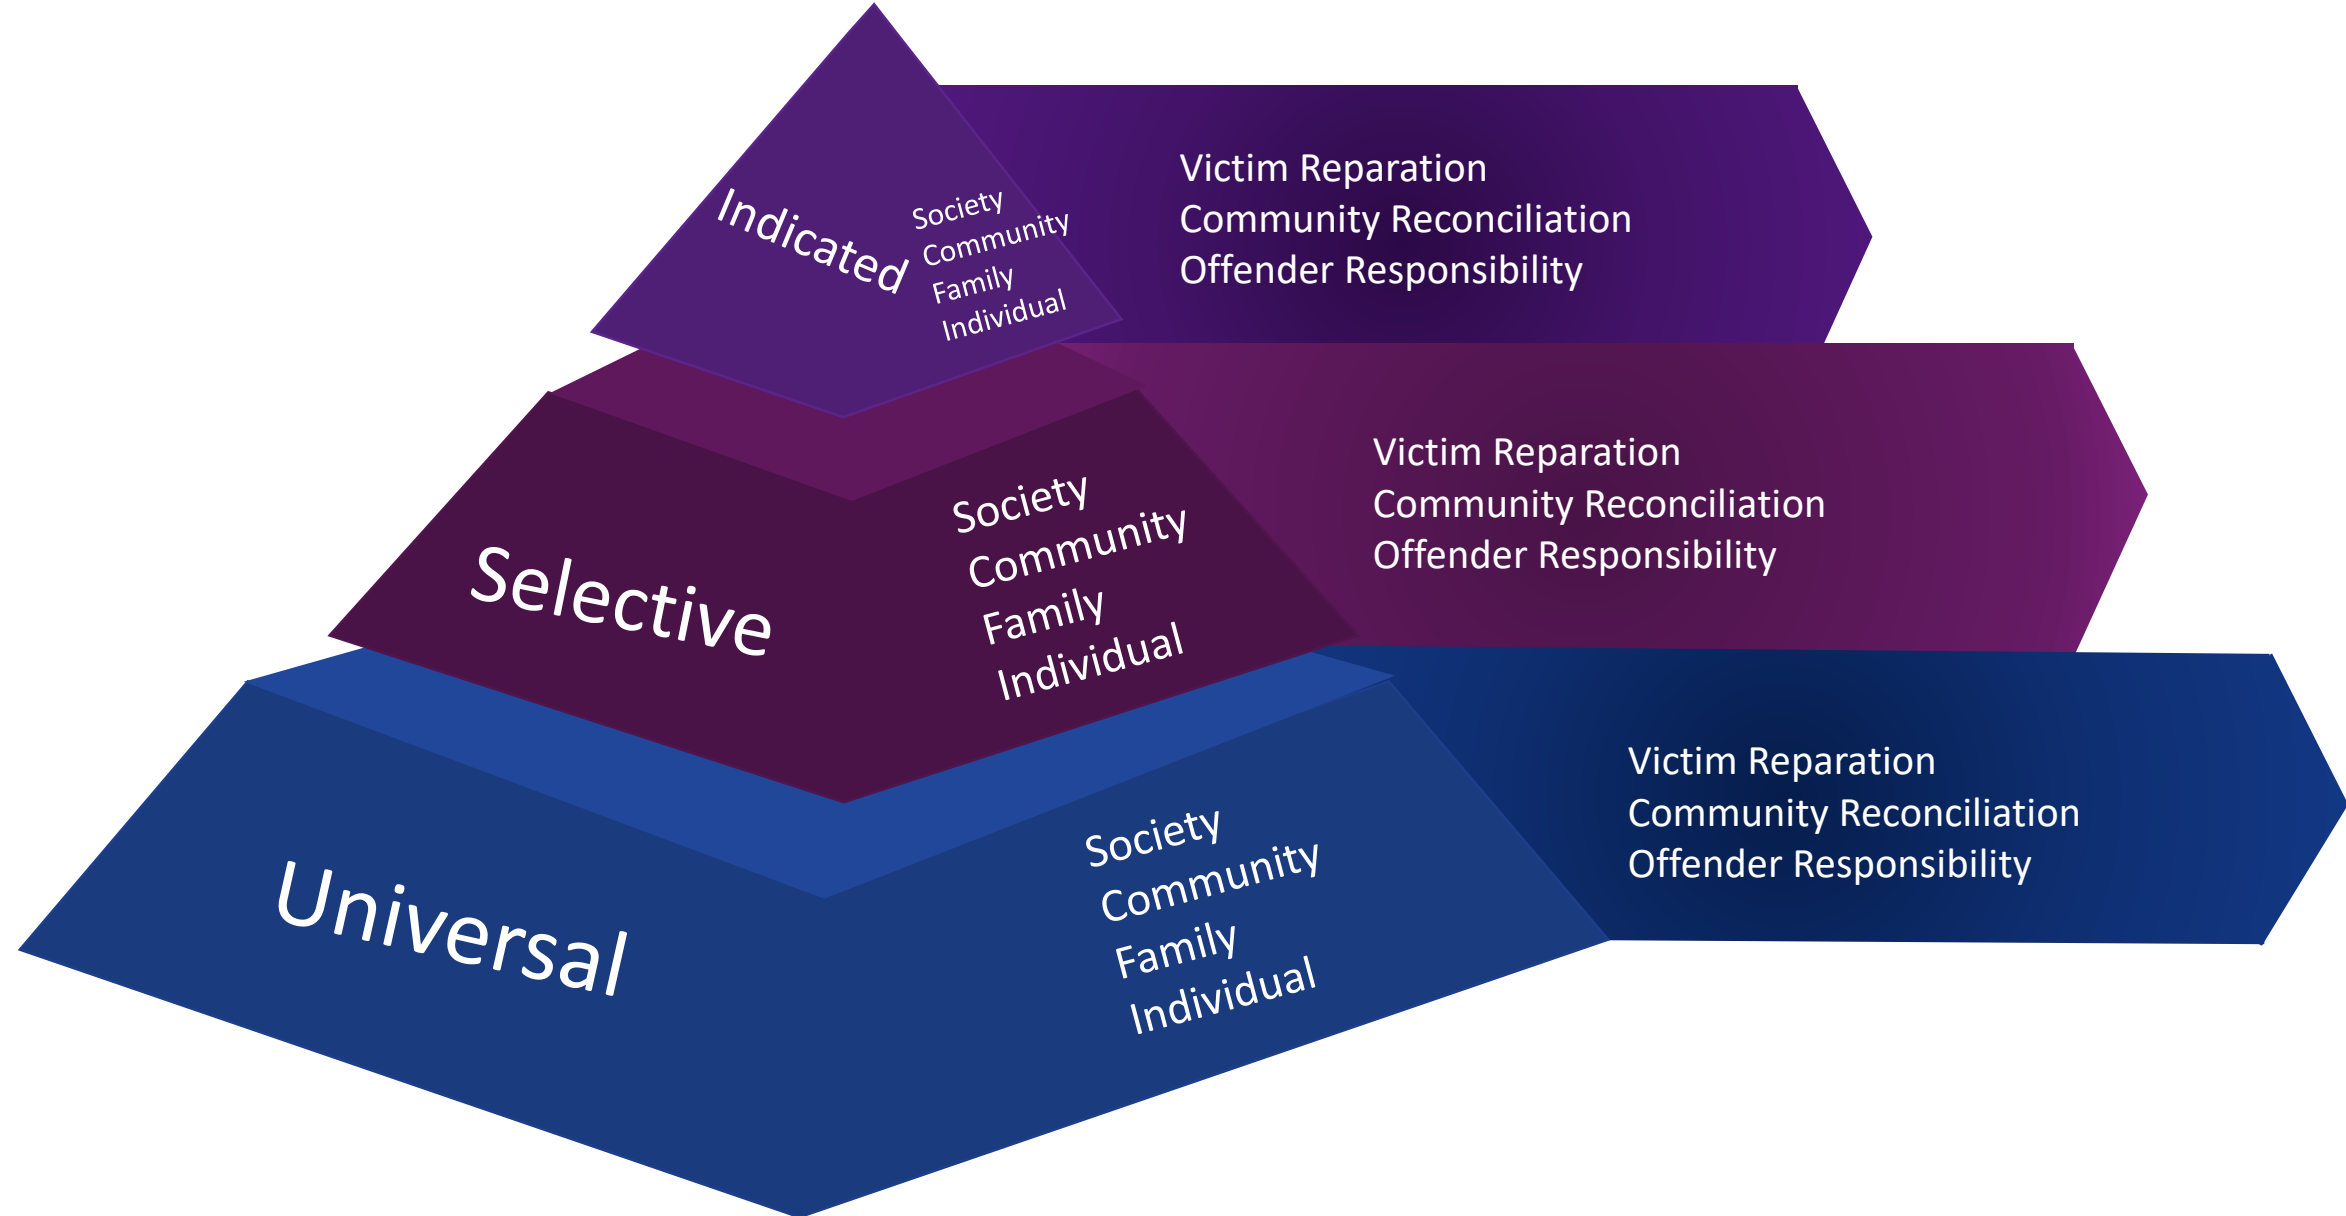 Indicated
Society
Community
Family
Individual
Victim Reparation
Community Reconciliation
Offender Responsibility
Selective
Society
Community
Family
Individual
Victim Reparation
Community Reconciliation
Offender Responsibility
Universal
Society
Community
Family
Individual
Victim Reparation
Community Reconciliation
Offender Responsibility